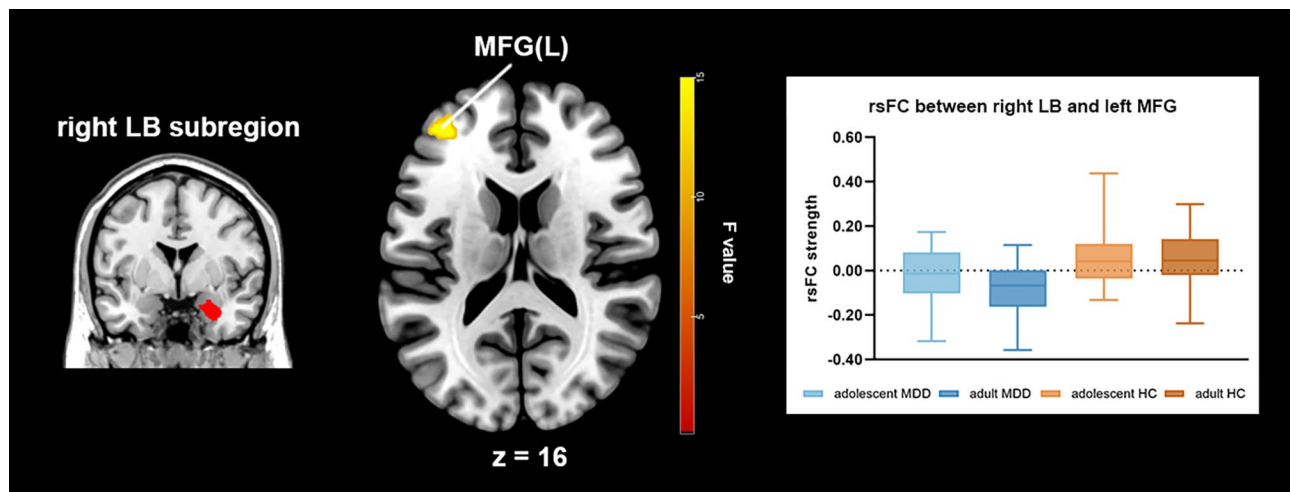 right LB subregion
MFG(L)
z = 16
15
10
5
F value
rsFC between right LB and left MFG
rsFC strength
0.60
0.40
0.20
0.00
-0.20
-0.40
adolescent MDD adult MDD adolescent HC adult HC